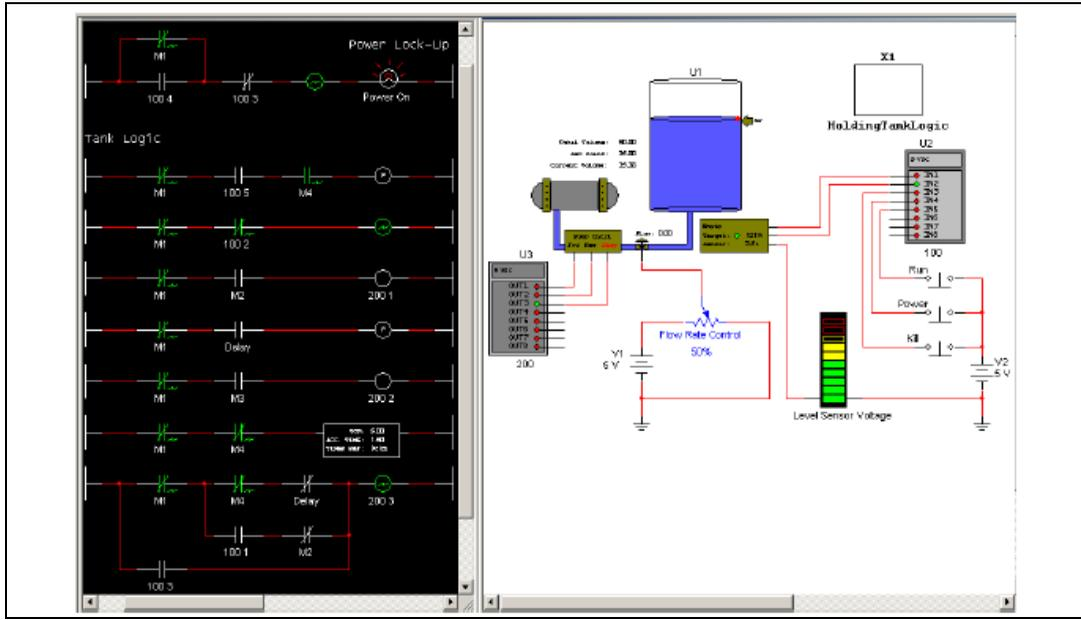 Power Lock-Up
M1
100 4
100 3
Power On
Tank Logic
M1
100 5
M4
M1
100 2
M1
M2
200 1
M1
Delay
M1
M3
200 2
M1
M4
M1
M4
Delay
200 3
100 1
M2
100 3
U1
X1
HoldingTankLogic
U2
IN1
IN2
IN3
IN4
IN5
IN6
IN7
IN8
100
U3
OUT1
OUT2
OUT3
OUT4
OUT5
OUT6
OUT7
OUT8
200
Run
Power
Kill
V2
5 V
V1
Flow Rate Control
50%
Level Sensor Voltage